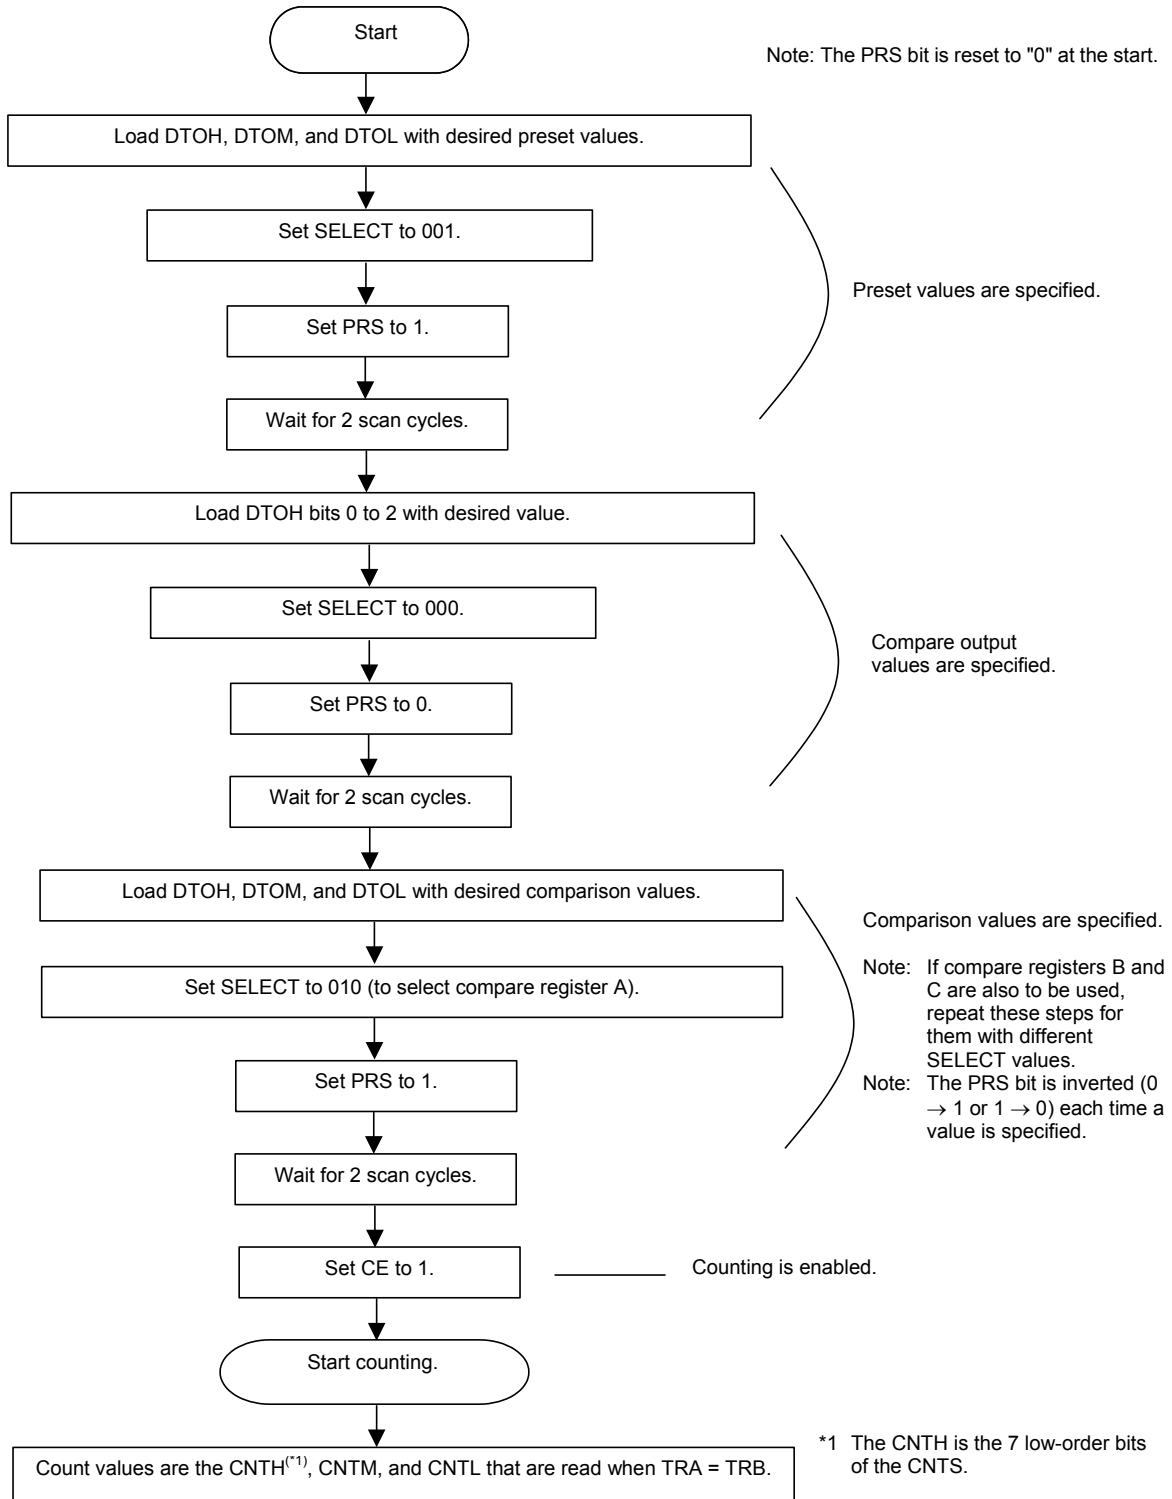 Start
Note: The PRS bit is reset to "0" at the start.
Load DTOH, DTOM, and DTOL with desired preset values.
Set SELECT to 001.
Preset values are specified.
Set PRS to 1.
Wait for 2 scan cycles.
Load DTOH bits 0 to 2 with desired value.
Set SELECT to 000.
Compare output
values are specified.
Set PRS to 0.
Wait for 2 scan cycles.
Load DTOH, DTOM, and DTOL with desired comparison values.
Comparison values are specified.
Set SELECT to 010 (to select compare register A).
Note: If compare registers B and
C are also to be used,
repeat these steps for
them with different
SELECT values.
Set PRS to 1.
Note: The PRS bit is inverted (0
→ 1 or 1 → 0) each time a
value is specified.
Wait for 2 scan cycles.
Set CE to 1.
Counting is enabled.
Start counting.
Count values are the CNTH(*1), CNTM, and CNTL that are read when TRA = TRB.
*1 The CNTH is the 7 low-order bits
of the CNTS.